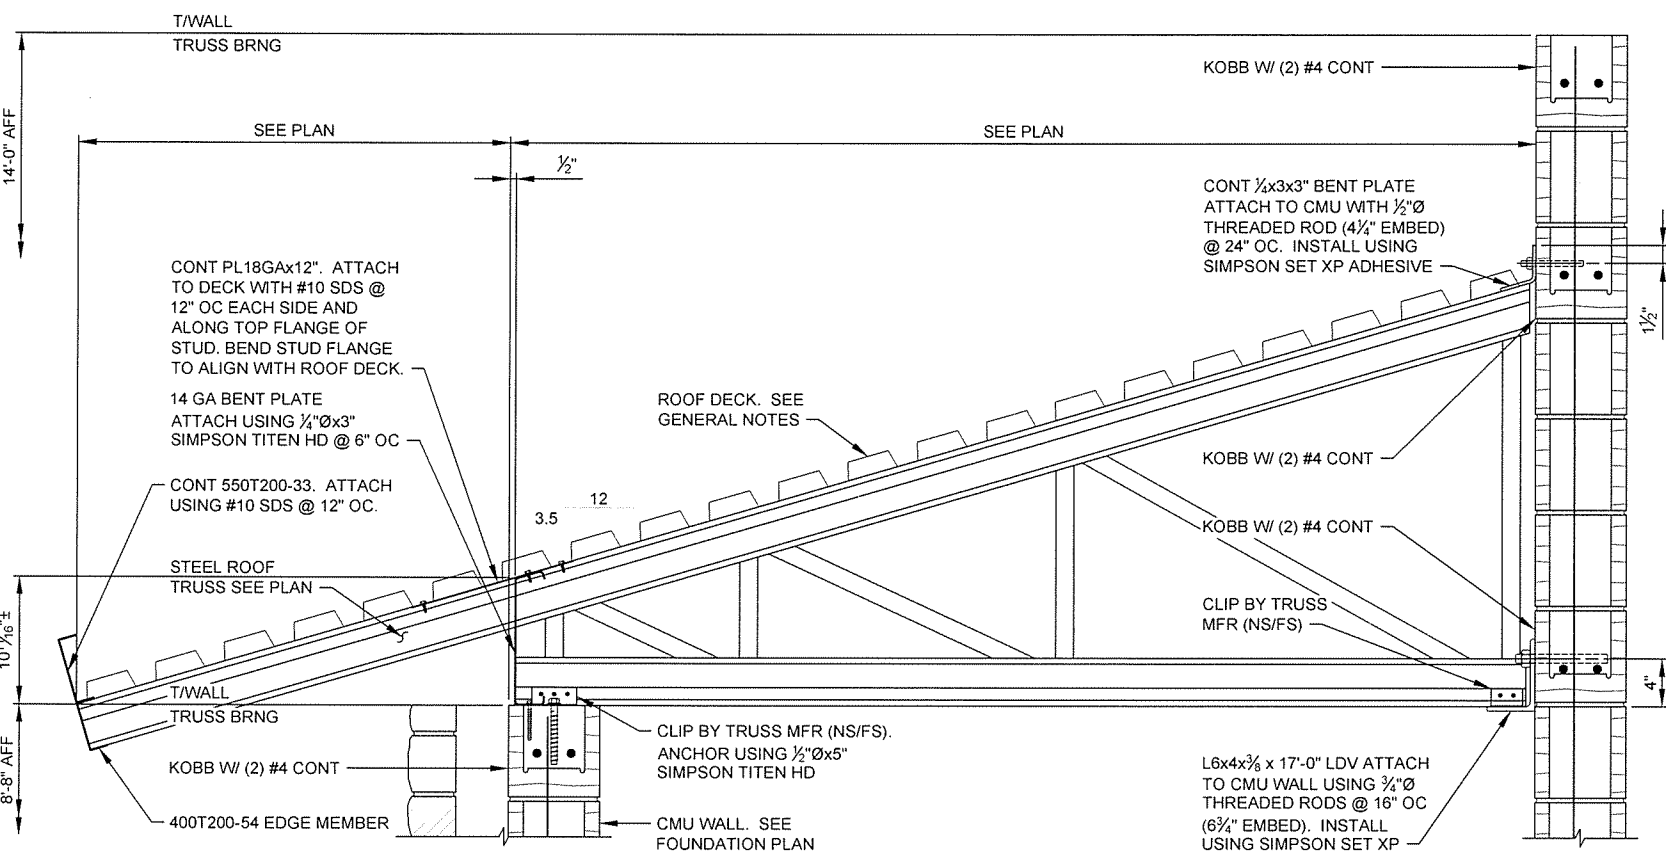 T/WALL
TRUSS BRNG
14'-0" AFF
SEE PLAN
SEE PLAN
½"
KOBB W/ (2) #4 CONT
CONT ¼x3x3" BENT PLATE
ATTACH TO CMU WITH ½"Ø
THREADED ROD (4¼" EMBED)
@ 24" OC. INSTALL USING
SIMPSON SET XP ADHESIVE
1½"
CONT PL18GAx12". ATTACH
TO DECK WITH #10 SDS @
12" OC EACH SIDE AND
ALONG TOP FLANGE OF
STUD. BEND STUD FLANGE
TO ALIGN WITH ROOF DECK.
14 GA BENT PLATE
ATTACH USING ¼"Øx3"
SIMPSON TITEN HD @ 6" OC
ROOF DECK. SEE
GENERAL NOTES
KOBB W/ (2) #4 CONT
CONT 550T200-33. ATTACH
USING #10 SDS @ 12" OC.
12
3.5
KOBB W/ (2) #4 CONT
STEEL ROOF
TRUSS SEE PLAN
10 1/16"±
CLIP BY TRUSS
MFR (NS/FS)
4"
T/WALL
TRUSS BRNG
8'-8" AFF
KOBB W/ (2) #4 CONT
CLIP BY TRUSS MFR (NS/FS).
ANCHOR USING ½"Øx5"
SIMPSON TITEN HD
400T200-54 EDGE MEMBER
CMU WALL. SEE
FOUNDATION PLAN
L6x4x⅜ x 17'-0" LDV ATTACH
TO CMU WALL USING ¾"Ø
THREADED RODS @ 16" OC
(6¾" EMBED). INSTALL
USING SIMPSON SET XP